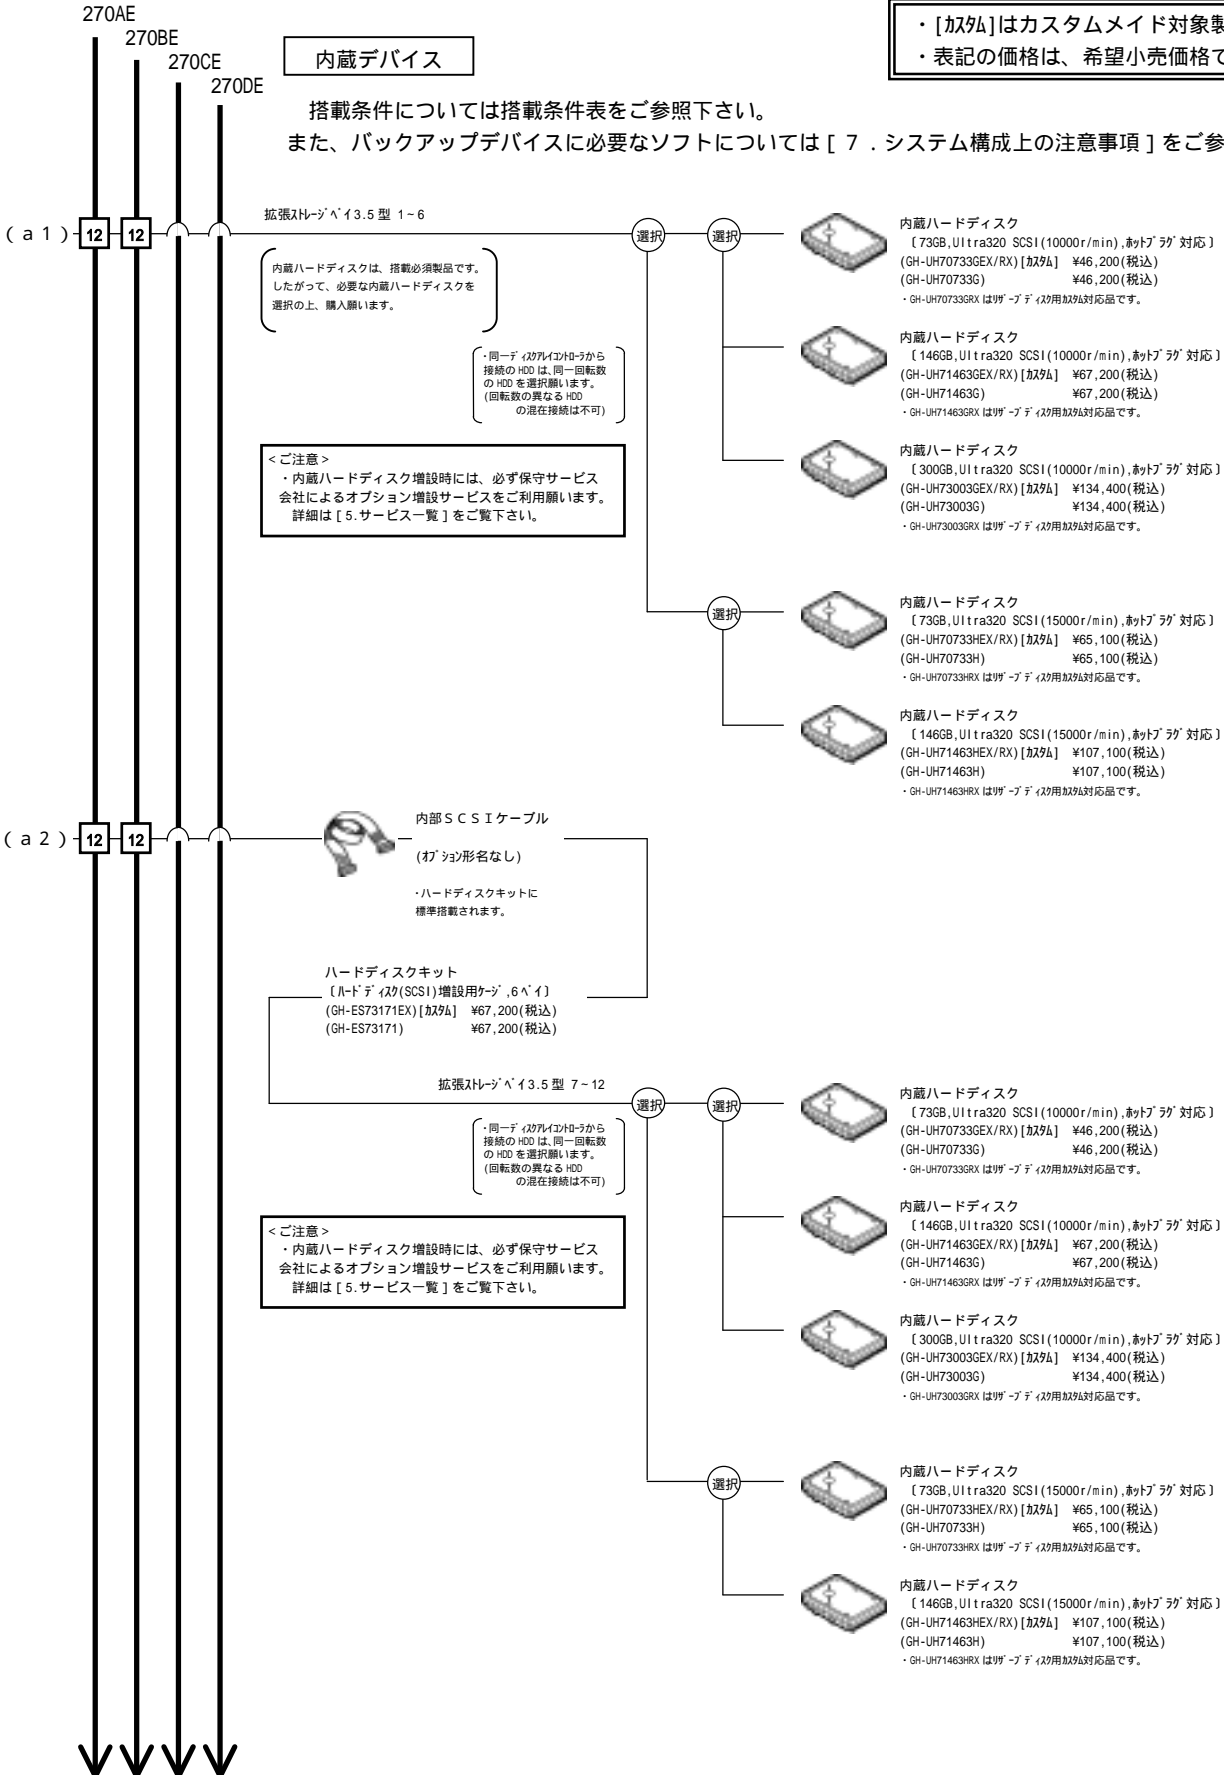 270AE
270BE
270CE
270DE
・[ｶｽﾀﾑ]はカスタムメイド対象製
・表記の価格は、希望小売価格で
内蔵デバイス
搭載条件については搭載条件表をご参照下さい。
また、バックアップデバイスに必要なソフトについては［７．システム構成上の注意事項］をご参
(a1)
12
12
拡張ｽﾄﾚｰｼﾞﾍﾞｲ3.5型 1~6
内蔵ハードディスクは、搭載必須製品です。
したがって、必要な内蔵ハードディスクを
選択の上、購入願います。
・同一ﾃﾞｨｽｸｱﾚｲｺﾝﾄﾛｰﾗから
接続の HDD は、同一回転数
の HDD を選択願います。
(回転数の異なる HDD
の混在接続は不可)
<ご注意>
・内蔵ハードディスク増設時には、必ず保守サービス
会社によるオプション増設サービスをご利用願います。
詳細は［5.サービス一覧］をご覧下さい。
選択
選択
内蔵ハードディスク
〔73GB,Ultra320 SCSI(10000r/min),ﾎｯﾄﾌﾟﾗｸﾞ対応〕
(GH-UH70733GEX/RX)[ｶｽﾀﾑ] ¥46,200(税込)
(GH-UH70733G) ¥46,200(税込)
・GH-UH70733GRX はﾘｻﾞｰﾌﾞﾃﾞｨｽｸ用ｶｽﾀﾑ対応品です。
内蔵ハードディスク
〔146GB,Ultra320 SCSI(10000r/min),ﾎｯﾄﾌﾟﾗｸﾞ対応〕
(GH-UH71463GEX/RX)[ｶｽﾀﾑ] ¥67,200(税込)
(GH-UH71463G) ¥67,200(税込)
・GH-UH71463GRX はﾘｻﾞｰﾌﾞﾃﾞｨｽｸ用ｶｽﾀﾑ対応品です。
内蔵ハードディスク
〔300GB,Ultra320 SCSI(10000r/min),ﾎｯﾄﾌﾟﾗｸﾞ対応〕
(GH-UH73003GEX/RX)[ｶｽﾀﾑ] ¥134,400(税込)
(GH-UH73003G) ¥134,400(税込)
・GH-UH73003GRX はﾘｻﾞｰﾌﾞﾃﾞｨｽｸ用ｶｽﾀﾑ対応品です。
選択
内蔵ハードディスク
〔73GB,Ultra320 SCSI(15000r/min),ﾎｯﾄﾌﾟﾗｸﾞ対応〕
(GH-UH70733HEX/RX)[ｶｽﾀﾑ] ¥65,100(税込)
(GH-UH70733H) ¥65,100(税込)
・GH-UH70733HRX はﾘｻﾞｰﾌﾞﾃﾞｨｽｸ用ｶｽﾀﾑ対応品です。
内蔵ハードディスク
〔146GB,Ultra320 SCSI(15000r/min),ﾎｯﾄﾌﾟﾗｸﾞ対応〕
(GH-UH71463HEX/RX)[ｶｽﾀﾑ] ¥107,100(税込)
(GH-UH71463H) ¥107,100(税込)
・GH-UH71463HRX はﾘｻﾞｰﾌﾞﾃﾞｨｽｸ用ｶｽﾀﾑ対応品です。
(a2)
12
12
内部ＳＣＳＩケーブル
(ｵﾌﾟｼｮﾝ形名なし)
・ハードディスクキットに
標準搭載されます。
ハードディスクキット
〔ﾊｰﾄﾞﾃﾞｨｽｸ(SCSI)増設用ｹｰｼﾞ,6ﾍﾞｲ〕
(GH-ES73171EX)[ｶｽﾀﾑ] ¥67,200(税込)
(GH-ES73171) ¥67,200(税込)
拡張ｽﾄﾚｰｼﾞﾍﾞｲ3.5型 7~12
・同一ﾃﾞｨｽｸｱﾚｲｺﾝﾄﾛｰﾗから
接続の HDD は、同一回転数
の HDD を選択願います。
(回転数の異なる HDD
の混在接続は不可)
<ご注意>
・内蔵ハードディスク増設時には、必ず保守サービス
会社によるオプション増設サービスをご利用願います。
詳細は［5.サービス一覧］をご覧下さい。
選択
選択
内蔵ハードディスク
〔73GB,Ultra320 SCSI(10000r/min),ﾎｯﾄﾌﾟﾗｸﾞ対応〕
(GH-UH70733GEX/RX)[ｶｽﾀﾑ] ¥46,200(税込)
(GH-UH70733G) ¥46,200(税込)
・GH-UH70733GRX はﾘｻﾞｰﾌﾞﾃﾞｨｽｸ用ｶｽﾀﾑ対応品です。
内蔵ハードディスク
〔146GB,Ultra320 SCSI(10000r/min),ﾎｯﾄﾌﾟﾗｸﾞ対応〕
(GH-UH71463GEX/RX)[ｶｽﾀﾑ] ¥67,200(税込)
(GH-UH71463G) ¥67,200(税込)
・GH-UH71463GRX はﾘｻﾞｰﾌﾞﾃﾞｨｽｸ用ｶｽﾀﾑ対応品です。
内蔵ハードディスク
〔300GB,Ultra320 SCSI(10000r/min),ﾎｯﾄﾌﾟﾗｸﾞ対応〕
(GH-UH73003GEX/RX)[ｶｽﾀﾑ] ¥134,400(税込)
(GH-UH73003G) ¥134,400(税込)
・GH-UH73003GRX はﾘｻﾞｰﾌﾞﾃﾞｨｽｸ用ｶｽﾀﾑ対応品です。
選択
内蔵ハードディスク
〔73GB,Ultra320 SCSI(15000r/min),ﾎｯﾄﾌﾟﾗｸﾞ対応〕
(GH-UH70733HEX/RX)[ｶｽﾀﾑ] ¥65,100(税込)
(GH-UH70733H) ¥65,100(税込)
・GH-UH70733HRX はﾘｻﾞｰﾌﾞﾃﾞｨｽｸ用ｶｽﾀﾑ対応品です。
内蔵ハードディスク
〔146GB,Ultra320 SCSI(15000r/min),ﾎｯﾄﾌﾟﾗｸﾞ対応〕
(GH-UH71463HEX/RX)[ｶｽﾀﾑ] ¥107,100(税込)
(GH-UH71463H) ¥107,100(税込)
・GH-UH71463HRX はﾘｻﾞｰﾌﾞﾃﾞｨｽｸ用ｶｽﾀﾑ対応品です。